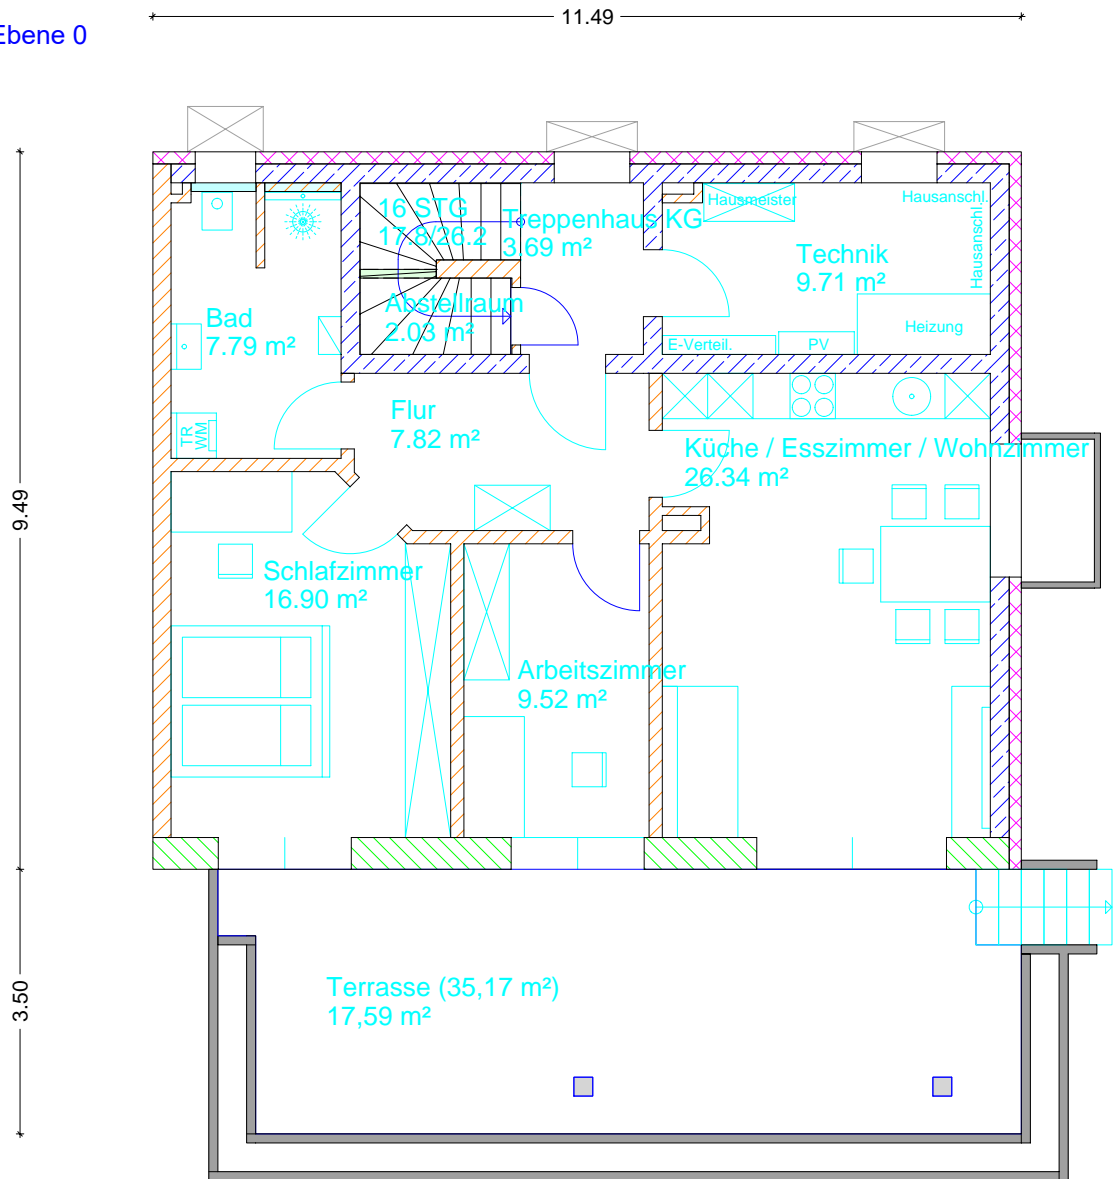 11.49
Ebene 0
16 STG
17.8/26.2
Treppenhaus KG
3.69 m²
Hausmeister
Hausanschl.
Hausanschl.
Technik
9.71 m²
Abstellraum
2.03 m²
Bad
7.79 m²
Heizung
E-Verteil.
PV
Flur
7.82 m²
TR
WM
Küche / Esszimmer / Wohnzimmer
26.34 m²
9.49
Schlafzimmer
16.90 m²
Arbeitszimmer
9.52 m²
3.50
Terrasse (35,17 m²)
17,59 m²